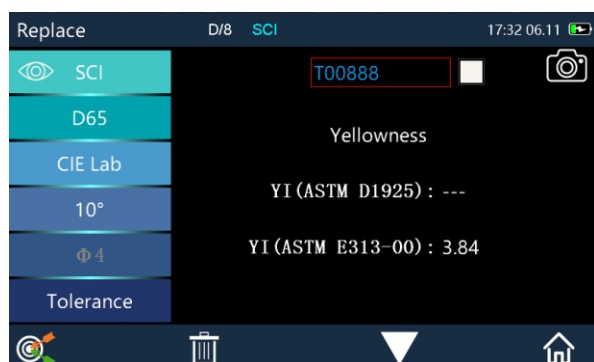 Replace D/8 SCI 17:32 06.11
SCI
T00888
D65
Yellowness
CIE Lab
YI(ASTM D1925): ---
10°
YI(ASTM E313-00): 3.84
Φ4
Tolerance